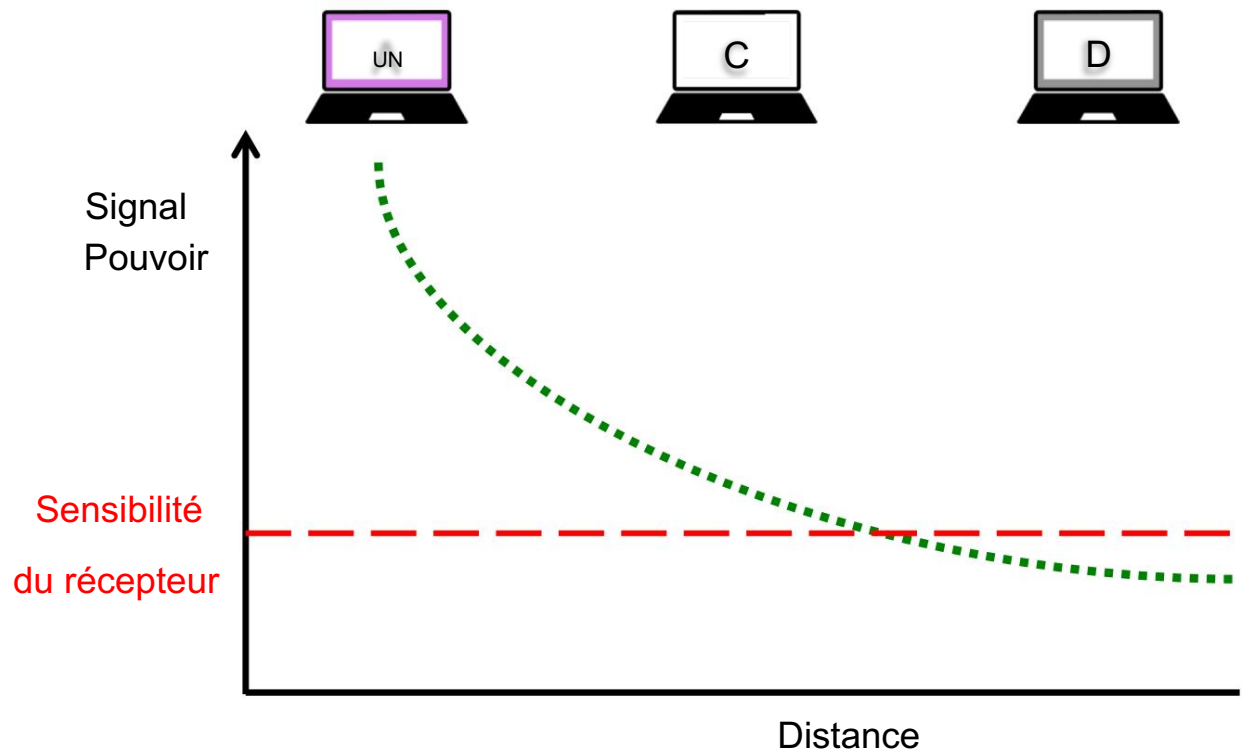 UN
C
D
Signal
Pouvoir
Sensibilité
du récepteur
Distance